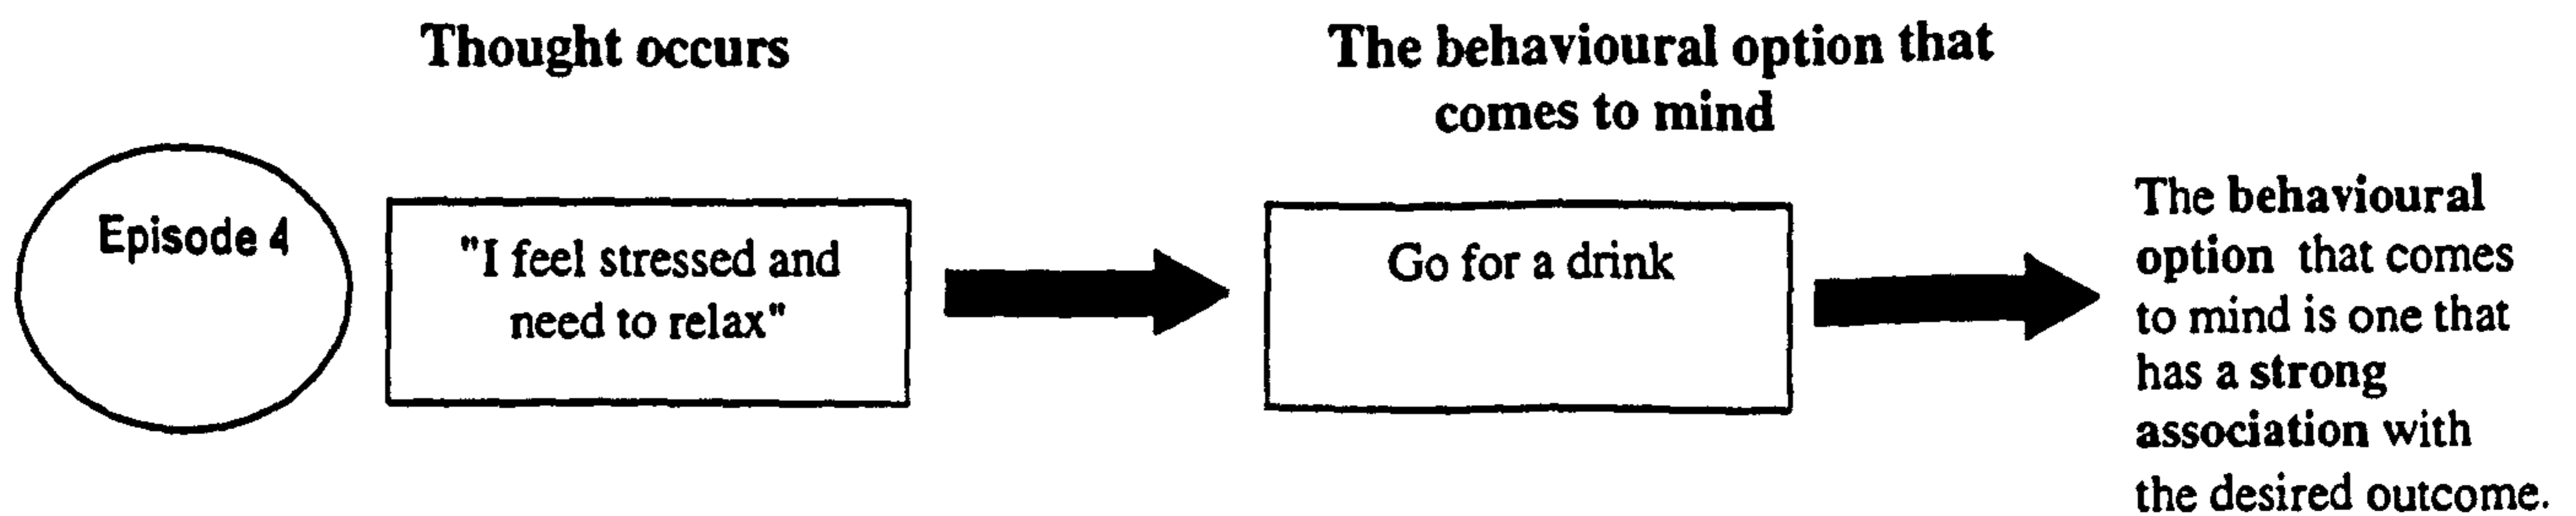 Thought occurs
The behavioural option that
comes to mind
Episode 4
"I feel stressed and
need to relax"
Go for a drink
The behavioural
option that comes
to mind is one that
has a strong
association with
the desired outcome.